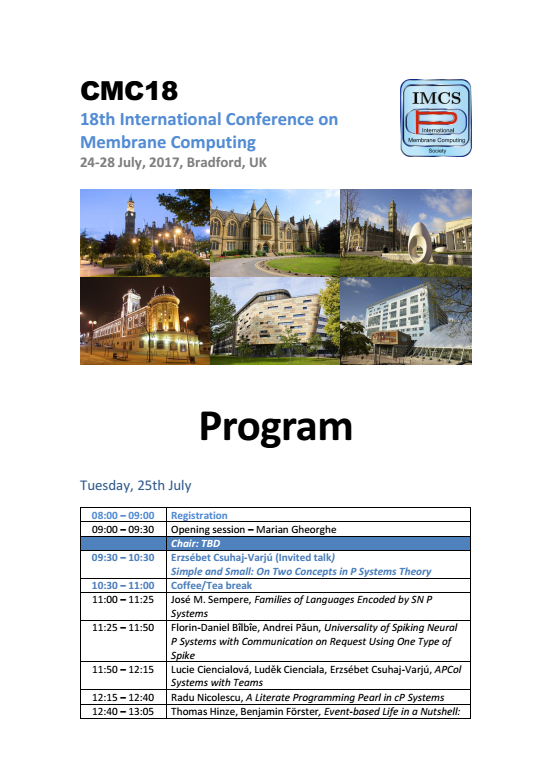 CMC18
18th International Conference on
Membrane Computing
24-28 July, 2017, Bradford, UK
IMCS
International
Membrane Computing
Society
Program
Tuesday, 25th July
08:00 – 09:00 Registration
09:00 – 09:30 Opening session – Marian Gheorghe
Chair: TBD
09:30 – 10:30 Erzsébet Csuhaj-Varjú (Invited talk)
Simple and Small: On Two Concepts in P Systems Theory
10:30 – 11:00 Coffee/Tea break
11:00 – 11:25 José M. Sempere, Families of Languages Encoded by SN P
Systems
11:25 – 11:50 Florin-Daniel Bîlbîe, Andrei Păun, Universality of Spiking Neural
P Systems with Communication on Request Using One Type of
Spike
11:50 – 12:15 Lucie Ciencialová, Luděk Cienciala, Erzsébet Csuhaj-Varjú, APCol
Systems with Teams
12:15 – 12:40 Radu Nicolescu, A Literate Programming Pearl in cP Systems
12:40 – 13:05 Thomas Hinze, Benjamin Förster, Event-based Life in a Nutshell: